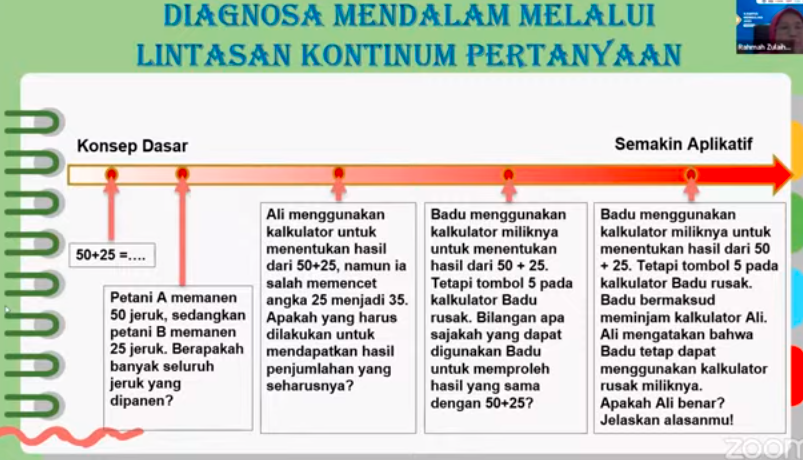 DIAGNOSA MENDALAM MELALUI
LINTASAN KONTINUM PERTANYAAN
Rahmah Zulaih...
Konsep Dasar
Semakin Aplikatif
50+25 =....
Petani A memanen
50 jeruk, sedangkan
petani B memanen
25 jeruk. Berapakah
banyak seluruh
jeruk yang
dipanen?
Ali menggunakan
kalkulator untuk
menentukan hasil
dari 50+25, namun ia
salah memencet
angka 25 menjadi 35.
Apakah yang harus
dilakukan untuk
mendapatkan hasil
penjumlahan yang
seharusnya?
Badu menggunakan
kalkulator miliknya
untuk menentukan
hasil dari 50 + 25.
Tetapi tombol 5 pada
kalkulator Badu
rusak. Bilangan apa
sajakah yang dapat
digunakan Badu
untuk memproleh
hasil yang sama
dengan 50+25?
Badu menggunakan
kalkulator miliknya untuk
menentukan hasil dari 50
+ 25. Tetapi tombol 5 pada
kalkulator Badu rusak.
Badu bermaksud
meminjam kalkulator Ali.
Ali mengatakan bahwa
Badu tetap dapat
menggunakan kalkulator
rusak miliknya.
Apakah Ali benar?
Jelaskan alasanmu!
zoom